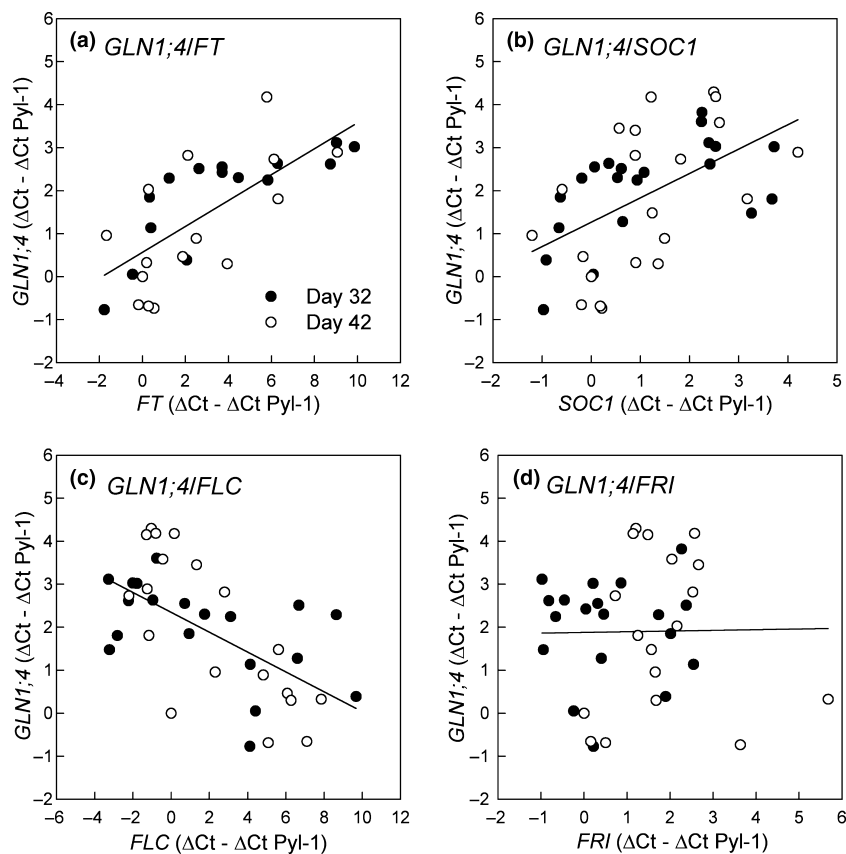 (a) GLN1;4/FT
6
5
4
3
2
1
0
−1
−2
GLN1;4 (ΔCt - ΔCt Pyl-1)
Day 32
Day 42
−4 −2 0 2 4 6 8 10 12
FT (ΔCt - ΔCt Pyl-1)
(b) GLN1;4/SOC1
6
5
4
3
2
1
0
−1
−2
GLN1;4 (ΔCt - ΔCt Pyl-1)
−2 −1 0 1 2 3 4 5
SOC1 (ΔCt - ΔCt Pyl-1)
(c) GLN1;4/FLC
6
5
4
3
2
1
0
−1
−2
GLN1;4 (ΔCt - ΔCt Pyl-1)
−6 −4 −2 0 2 4 6 8 10 12
FLC (ΔCt - ΔCt Pyl-1)
(d) GLN1;4/FRI
6
5
4
3
2
1
0
−1
−2
GLN1;4 (ΔCt - ΔCt Pyl-1)
−2 −1 0 1 2 3 4 5 6
FRI (ΔCt - ΔCt Pyl-1)